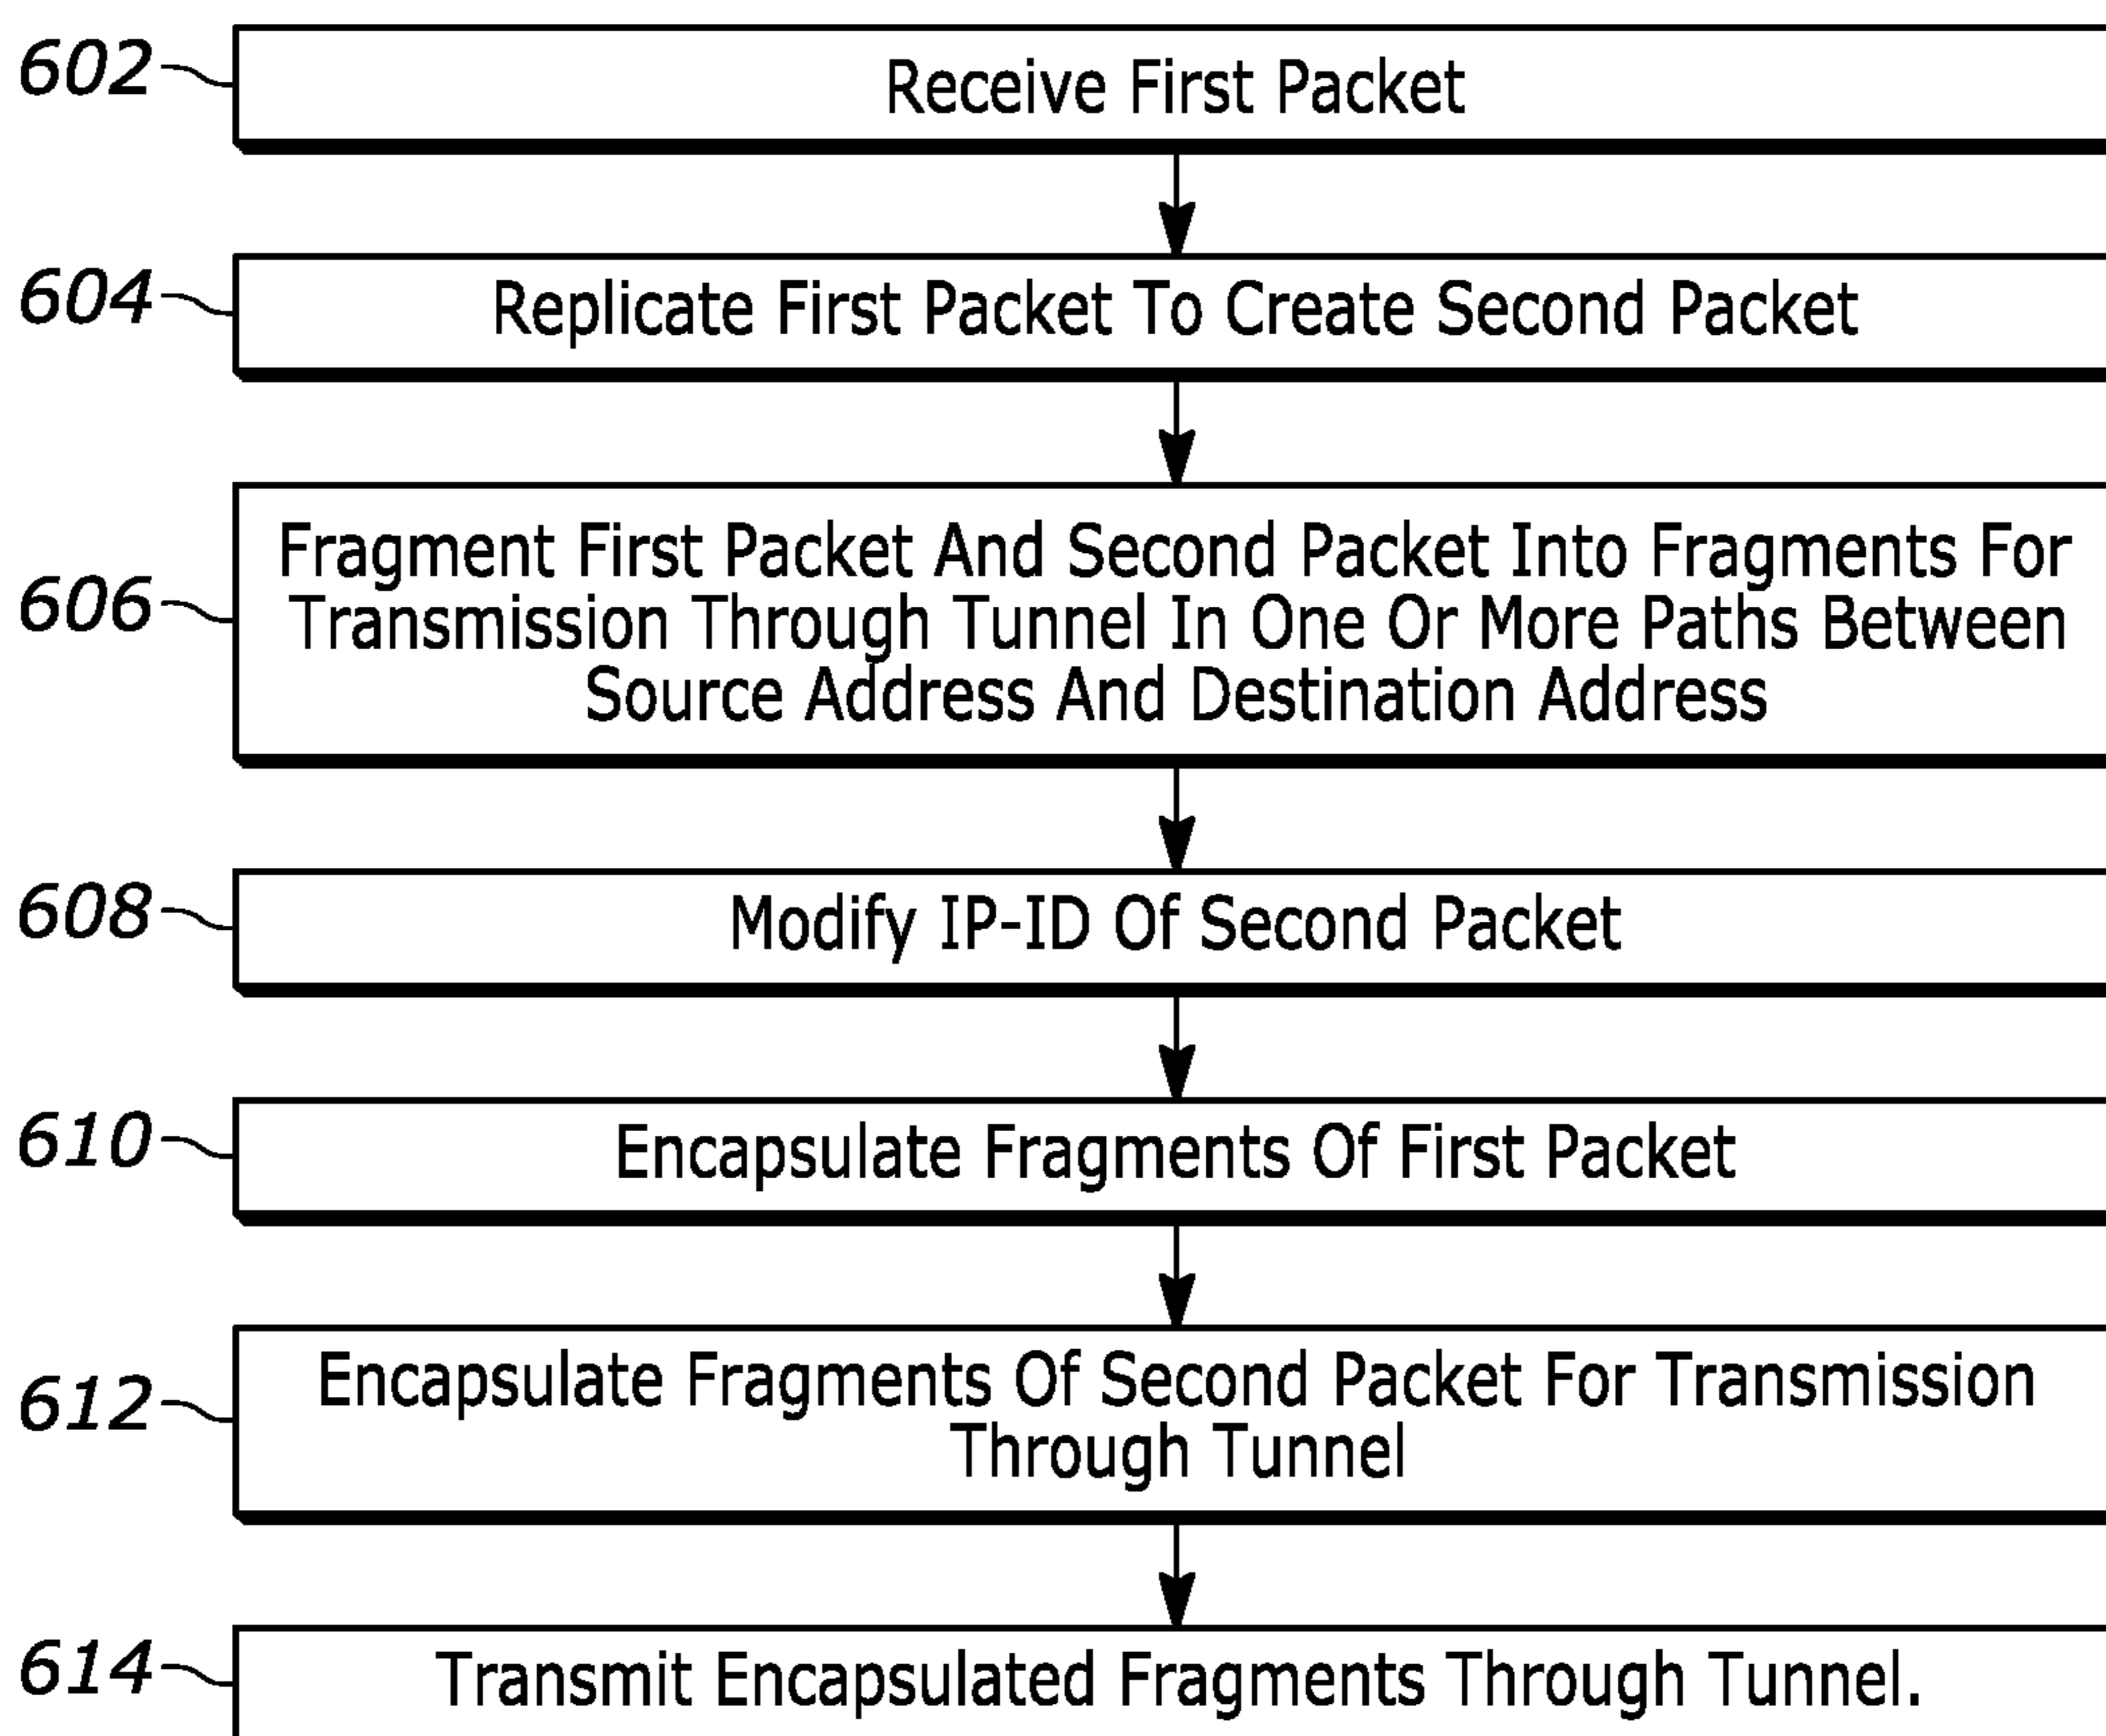 602
Receive First Packet
604
Replicate First Packet To Create Second Packet
606
Fragment First Packet And Second Packet Into Fragments For
Transmission Through Tunnel In One Or More Paths Between
Source Address And Destination Address
608
Modify IP-ID Of Second Packet
610
Encapsulate Fragments Of First Packet
612
Encapsulate Fragments Of Second Packet For Transmission
Through Tunnel
614
Transmit Encapsulated Fragments Through Tunnel.